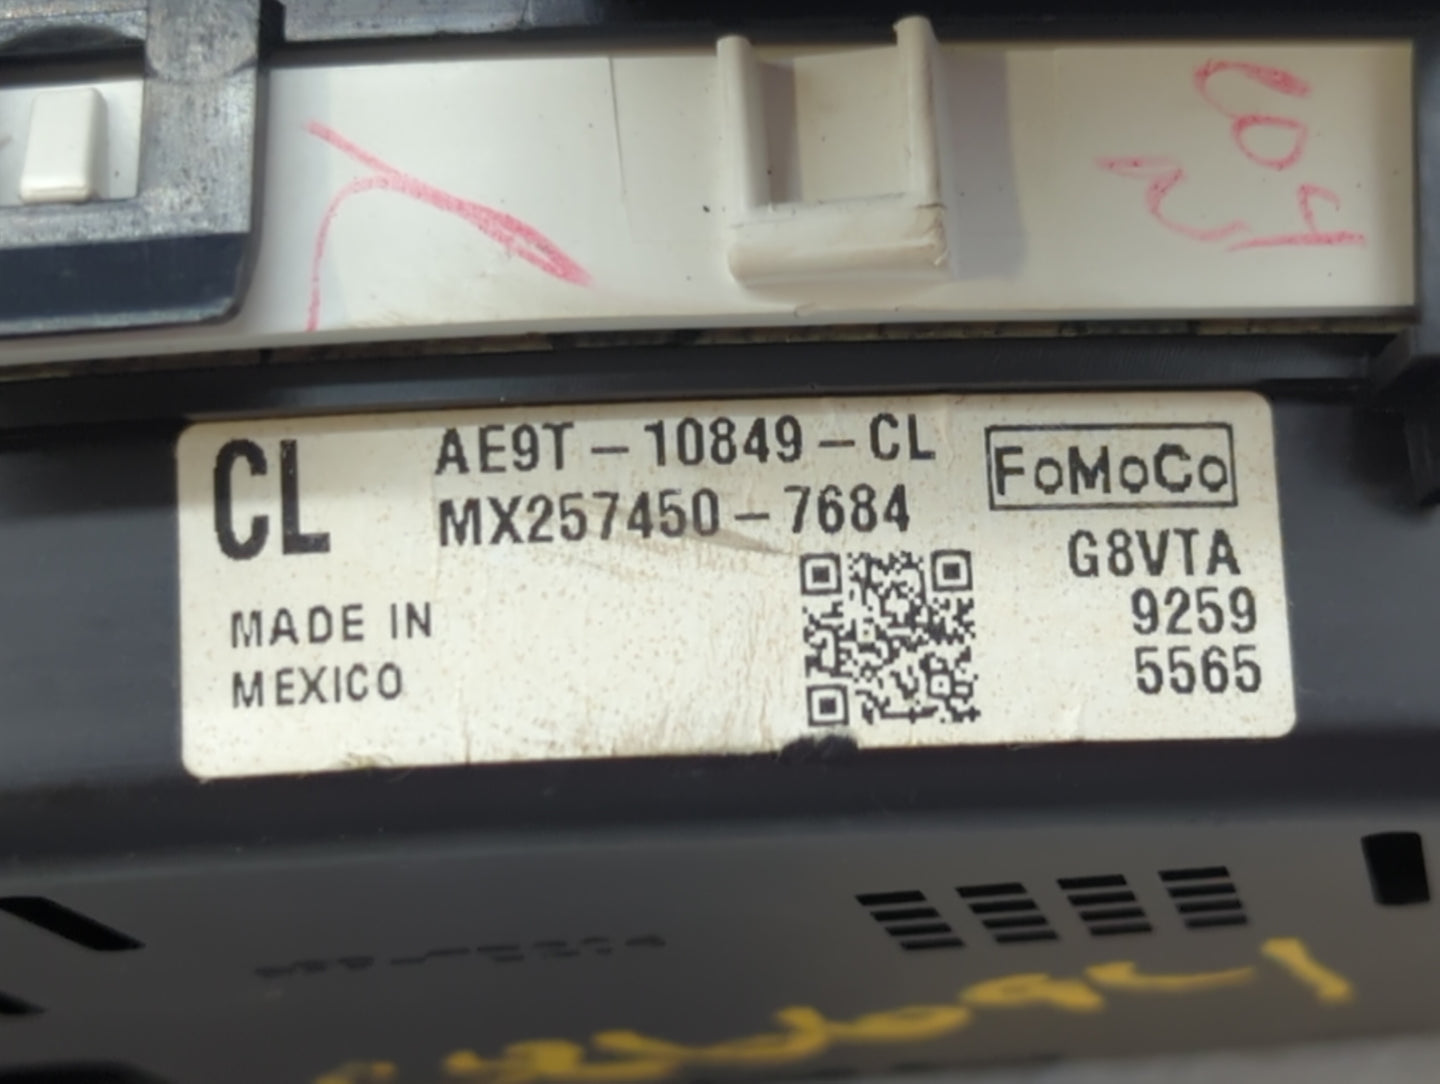 CL
AE9T-10849-CL
MX257450-7684
FoMoCo
G8VTA
9259
5565
MADE IN
MEXICO